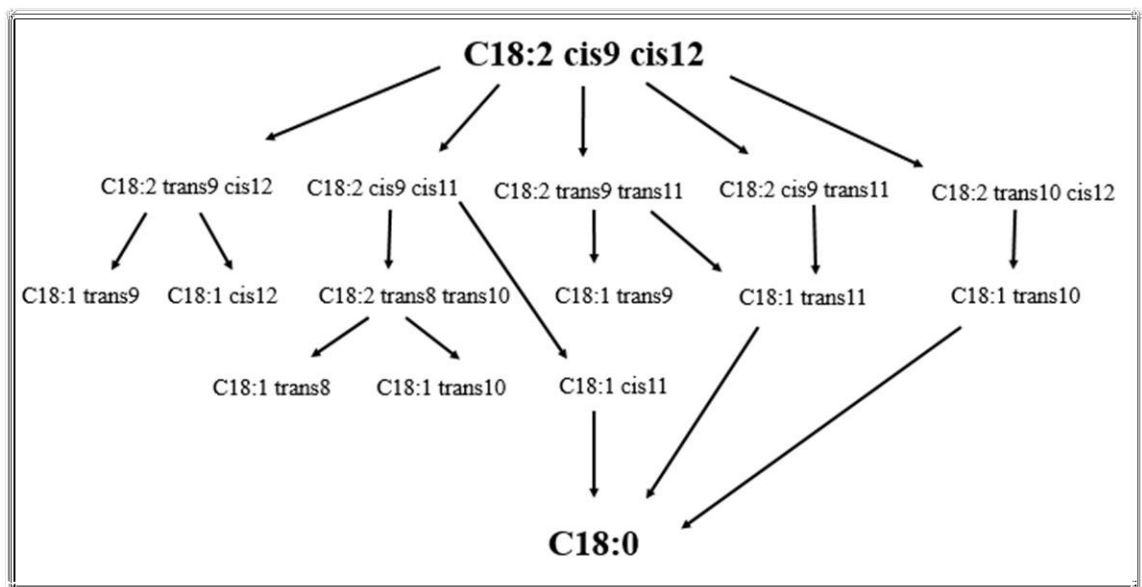 C18:2 cis9 cis12
C18:2 trans9 cis12
C18:2 cis9 cis11
C18:2 trans9 trans11
C18:2 cis9 trans11
C18:2 trans10 cis12
C18:1 trans9
C18:1 cis12
C18:2 trans8 trans10
C18:1 trans9
C18:1 trans11
C18:1 trans10
C18:1 trans8
C18:1 trans10
C18:1 cis11
C18:0